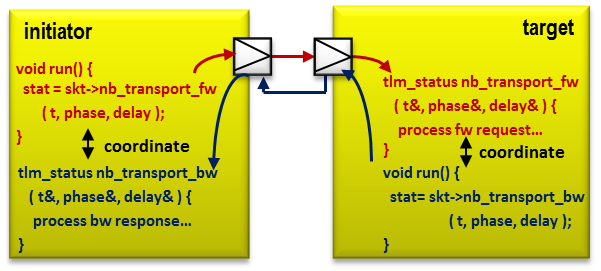 initiator
void run() {
stat = skt->nb_transport_fw
( t, phase, delay );
}
coordinate
tlm_status nb_transport_bw
( t&, phase&, delay& ) {
process bw response...
}
target
tlm_status nb_transport_fw
( t&, phase&, delay& ) {
process fw request...
}
coordinate
void run() {
stat= skt->nb_transport_bw
( t, phase, delay );
}